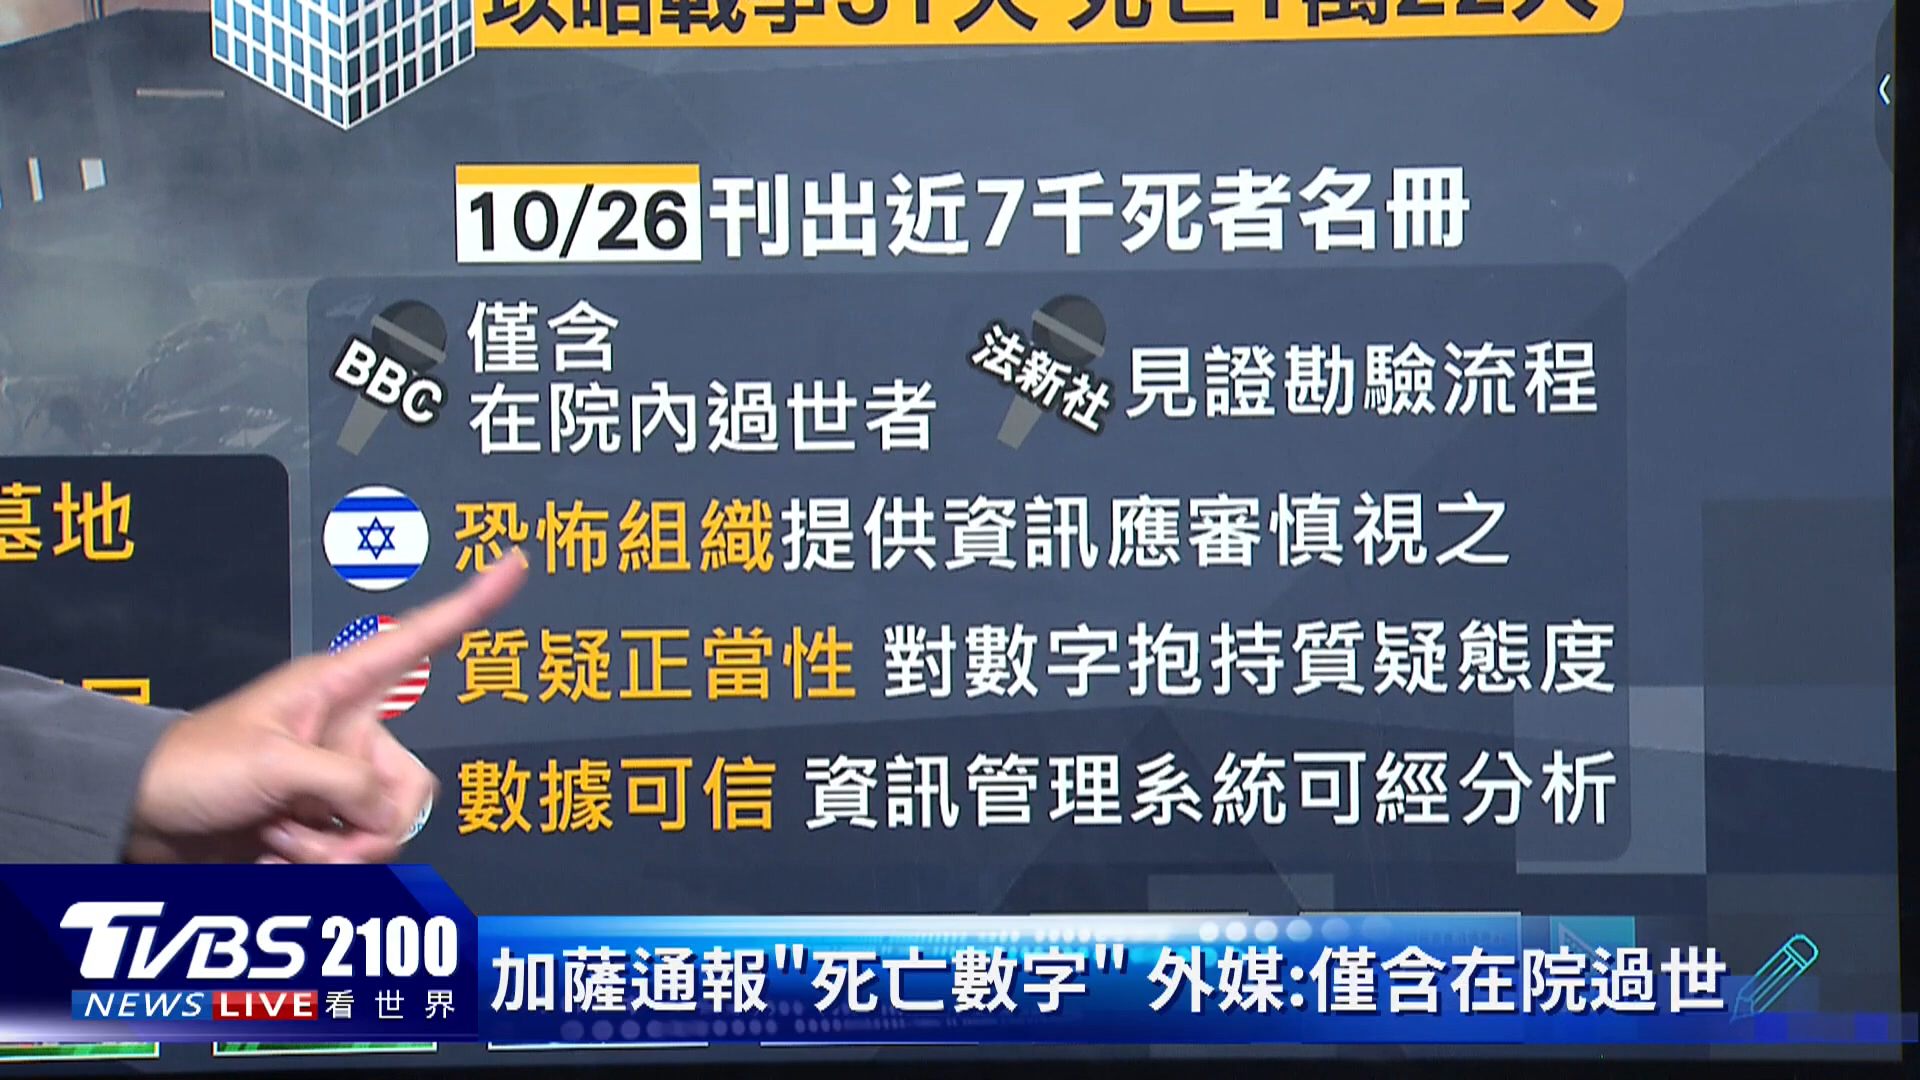 10/26 刊出近7千死者名冊
BBC
僅含
在院內過世者
法新社
見證勘驗流程
恐怖組織提供資訊應審慎視之
質疑正當性 對數字抱持質疑態度
數據可信 資訊管理系統可經分析
墓地
TVBS 2100
NEWS LIVE 看世界
加薩通報"死亡數字" 外媒:僅含在院過世